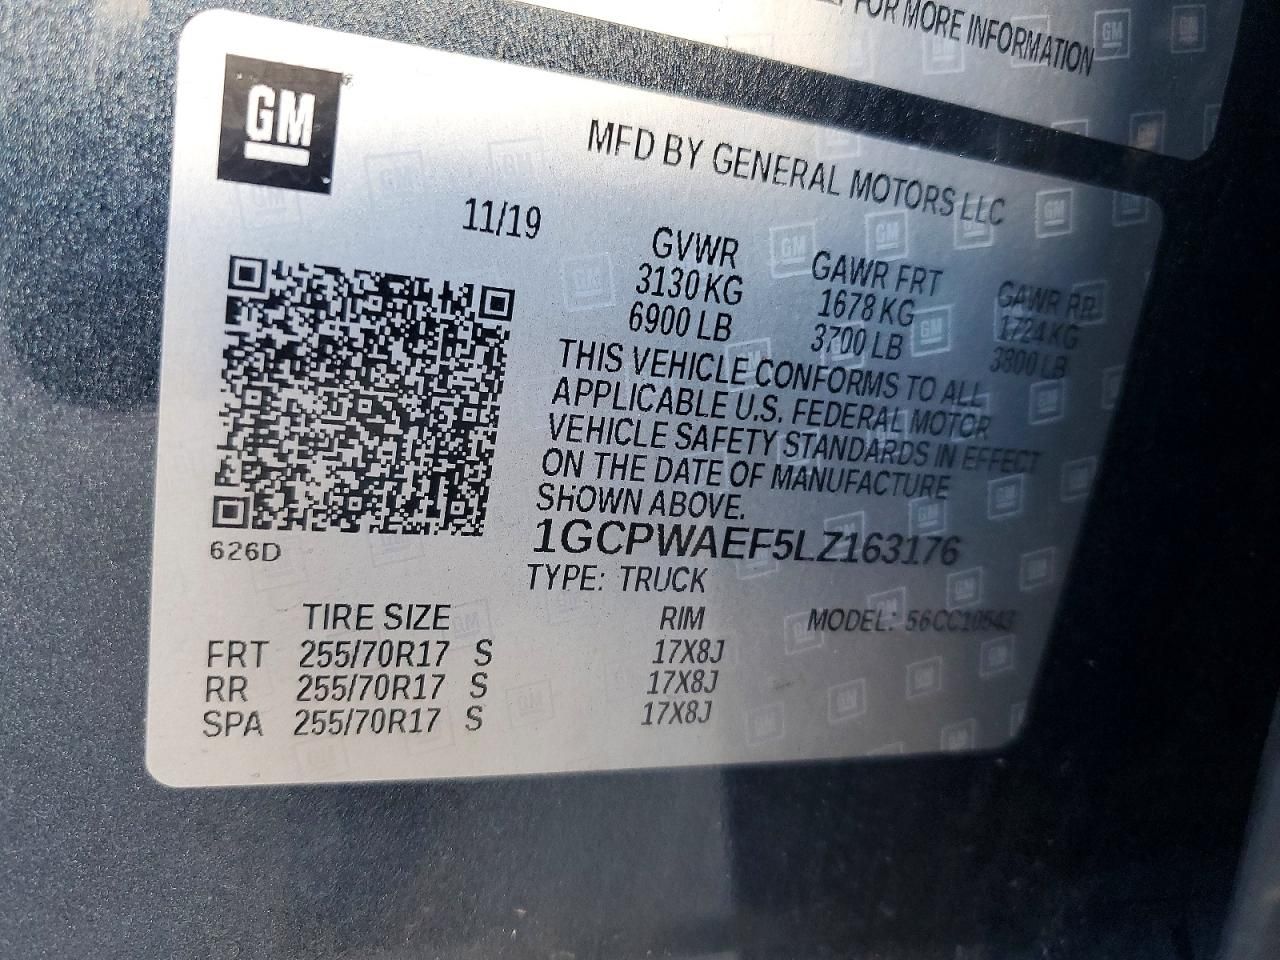 FOR MORE INFORMATION
GM
MFD BY GENERAL MOTORS LLC
11/19
GVWR GAWR FRT GAWR RR
3130 KG 1678 KG 1724 KG
6900 LB 3700 LB 3800 LB
THIS VEHICLE CONFORMS TO ALL
APPLICABLE U.S. FEDERAL MOTOR
VEHICLE SAFETY STANDARDS IN EFFECT
ON THE DATE OF MANUFACTURE
SHOWN ABOVE.
1GCPWAEF5LZ163176
626D
TYPE: TRUCK
TIRE SIZE RIM MODEL: 56CC10543
FRT 255/70R17 S 17X8J
RR 255/70R17 S 17X8J
SPA 255/70R17 S 17X8J